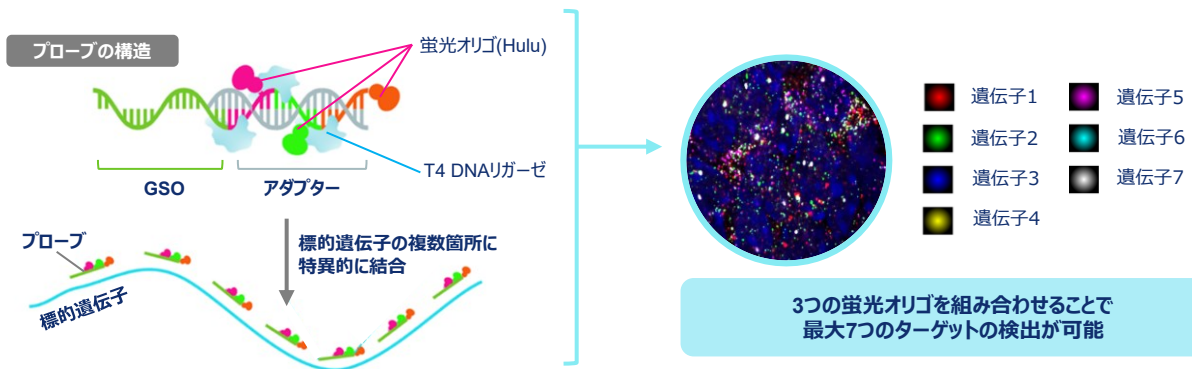 プローブの構造
蛍光オリゴ(Hulu)
T4 DNAリガーゼ
GSO
アダプター
プローブ
標的遺伝子の複数箇所に
特異的に結合
標的遺伝子
遺伝子1
遺伝子2
遺伝子3
遺伝子4
遺伝子5
遺伝子6
遺伝子7
3つの蛍光オリゴを組み合わせることで
最大7つのターゲットの検出が可能